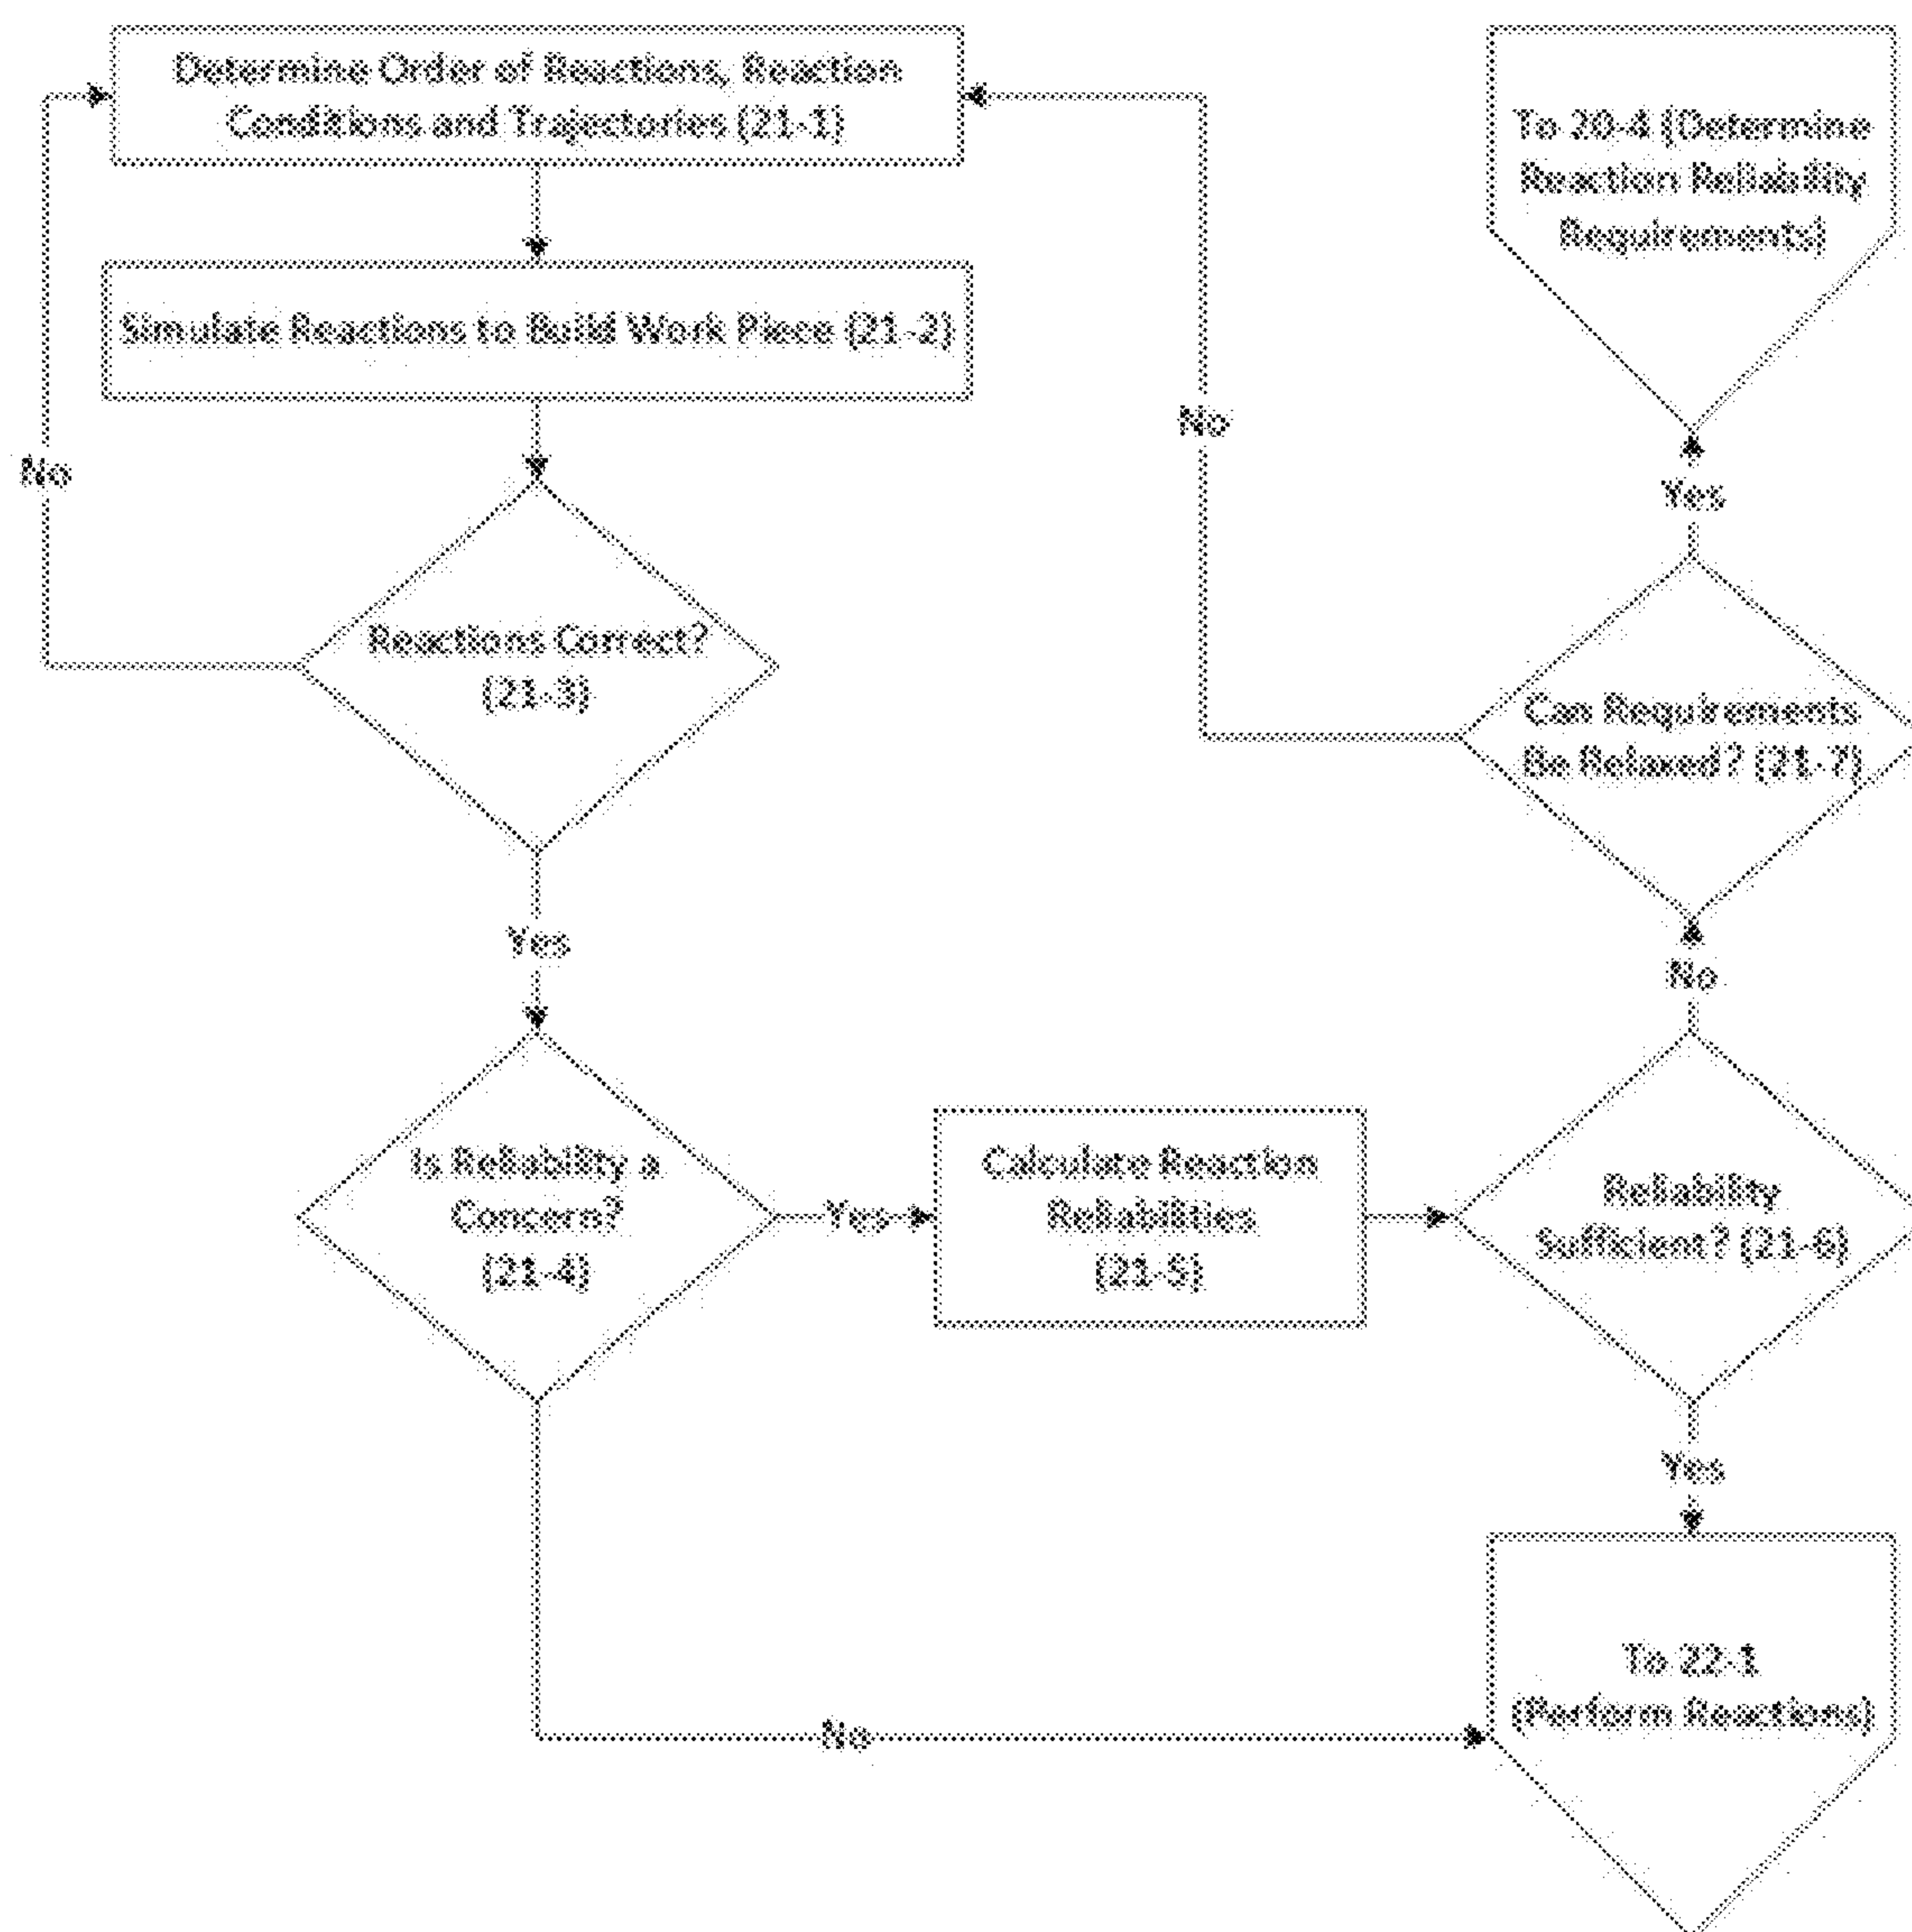 Determine Order of Reactions, Reaction
Conditions and Trajectories (21-1)
Simulate Reactions to Build Work Piece (21-2)
No
Reactions Correct?
(21-3)
Yes
Is Reliability a
Concern?
(21-4)
Yes
Calculate Reaction
Reliabilities
(21-5)
No
Reliability
Sufficient? (21-6)
No
Can Requirements
Be Relaxed? (21-7)
No
Yes
To 20-4 (Determine
Reaction Reliability
Requirements)
Yes
To 22-1
(Perform Reactions)